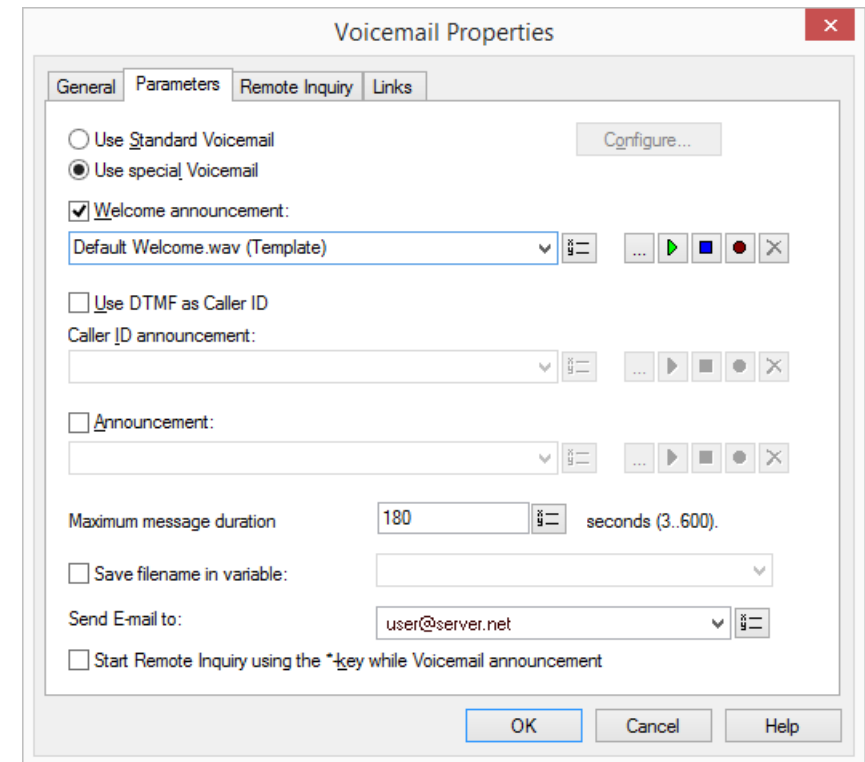 Voicemail Properties
General Parameters Remote Inquiry Links
Use Standard Voicemail Configure...
Use special Voicemail
Welcome announcement:
Default Welcome.wav (Template) ...
Use DTMF as Caller ID
Caller ID announcement:
...
Announcement:
...
Maximum message duration 180 seconds (3..600).
Save filename in variable:
Send E-mail to: user@server.net
Start Remote Inquiry using the *-key while Voicemail announcement
OK Cancel Help